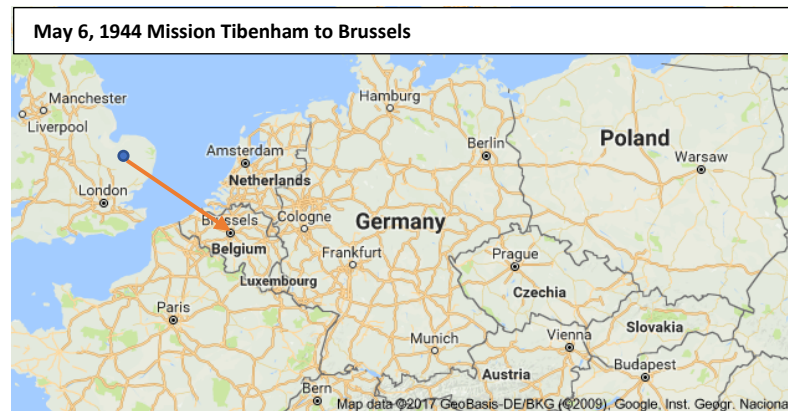 May 6, 1944 Mission Tibenham to Brussels
Hamburg
Manchester
Liverpool
Poland
Berlin
Amsterdam
Warsaw
Netherlands
London
Brussels
Cologne
Germany
Belgium
Frankfurt
Prague
Luxembourg
Czechia
Paris
Slovakia
Munich
Vienna
Austria
Budapest
Bern
Map data ©2017 GeoBasis-DE/BKG (©2009), Google, Inst. Geogr. Naciona